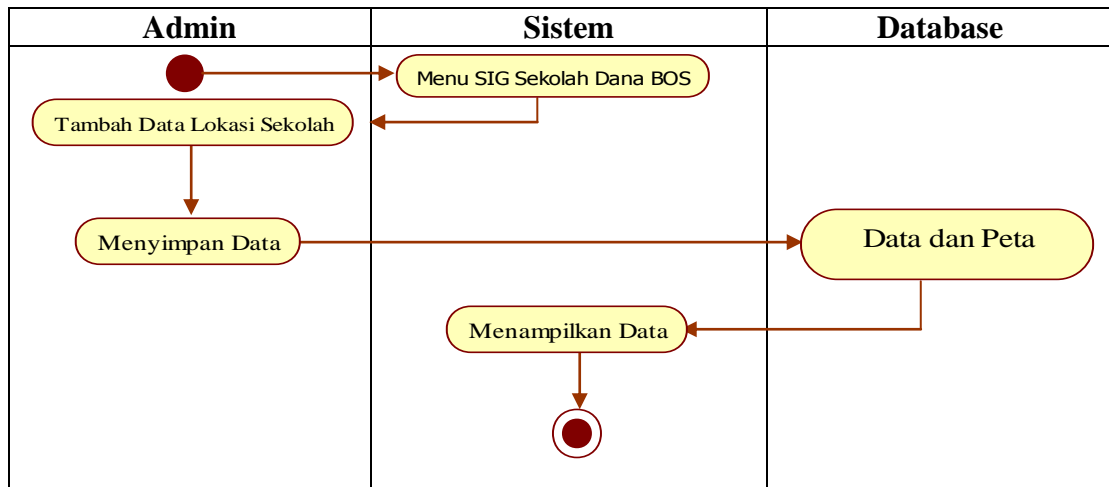 Admin
Sistem
Database
Menu SIG Sekolah Dana BOS
Tambah Data Lokasi Sekolah
Menyimpan Data
Data dan Peta
Menampilkan Data